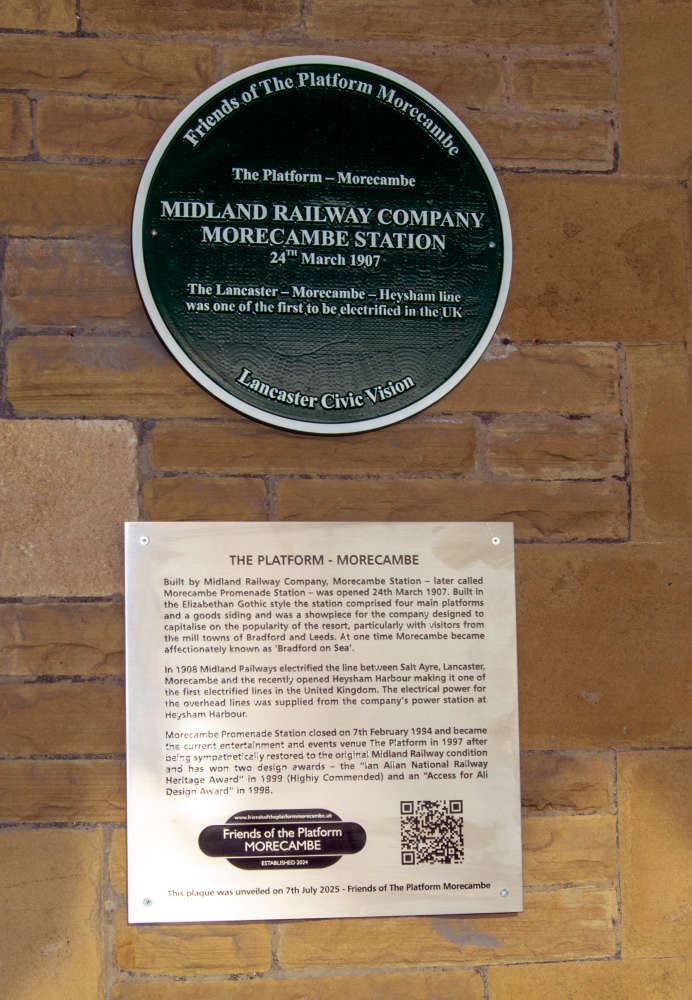 Friends of The Platform Morecambe
The Platform – Morecambe
MIDLAND RAILWAY COMPANY
MORECAMBE STATION
24TH March 1907
The Lancaster – Morecambe – Heysham line
was one of the first to be electrified in the UK
Lancaster Civic Vision
THE PLATFORM - MORECAMBE
Built by Midland Railway Company, Morecambe Station – later called
Morecambe Promenade Station – was opened 24th March 1907. Built in
the Elizabethan Gothic style the station comprised four main platforms
and a goods siding and was a showpiece for the company designed to
capitalise on the popularity of the resort, particularly with visitors from
the mill towns of Bradford and Leeds. At one time Morecambe became
affectionately known as 'Bradford on Sea'.
In 1908 Midland Railways electrified the line between Salt Ayre, Lancaster,
Morecambe and the recently opened Heysham Harbour making it one of
the first electrified lines in the United Kingdom. The electrical power for
the overhead lines was supplied from the company's power station at
Heysham Harbour.
Morecambe Promenade Station closed on 7th February 1994 and became
the current entertainment and events venue The Platform in 1997 after
being sympathetically restored to the original Midland Railway condition
and has won two design awards – the "Ian Allan National Railway
Heritage Award" in 1999 (Highly Commended) and an "Access for All
Design Award" in 1998.
www.friendsoftheplatformmorecambe.uk
Friends of the Platform
MORECAMBE
ESTABLISHED 2024
This plaque was unveiled on 7th July 2025 - Friends of The Platform Morecambe